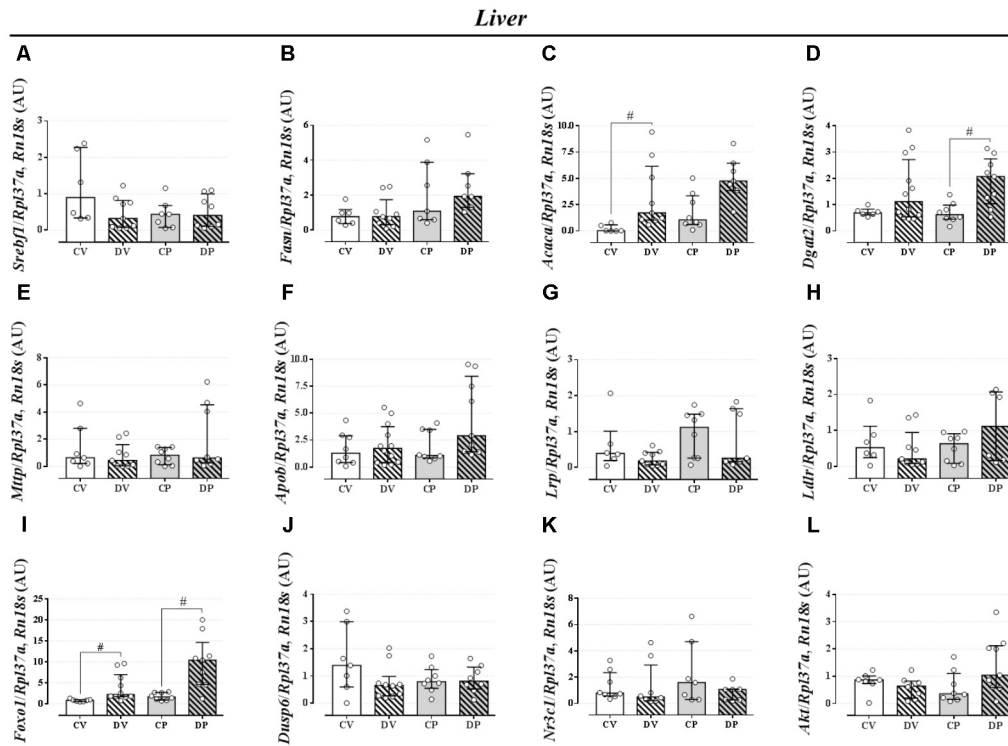 Liver
A
Srebf1/Rpl37a, Rn18s (AU)
3
2
1
0
CV DV CP DP
B
Fasn/Rpl37a, Rn18s (AU)
6
4
2
0
CV DV CP DP
C
Acaca/Rpl37a, Rn18s (AU)
10.0
7.5
5.0
2.5
0.0
#
CV DV CP DP
D
Dgat2/Rpl37a, Rn18s (AU)
4
3
2
1
0
#
CV DV CP DP
E
Mttp/Rpl37a, Rn18s (AU)
8
6
4
2
0
CV DV CP DP
F
Apob/Rpl37a, Rn18s (AU)
10.0
7.5
5.0
2.5
0.0
CV DV CP DP
G
Lrp/Rpl37a, Rn18s (AU)
3
2
1
0
CV DV CP DP
H
Ldlr/Rpl37a, Rn18s (AU)
3
2
1
0
CV DV CP DP
I
Foxo1/Rpl37a, Rn18s (AU)
25
20
15
10
5
0
#
#
CV DV CP DP
J
Dusp6/Rpl37a, Rn18s (AU)
4
3
2
1
0
CV DV CP DP
K
Nr3c1/Rpl37a, Rn18s (AU)
8
6
4
2
0
CV DV CP DP
L
Akt/Rpl37a, Rn18s (AU)
4
3
2
1
0
CV DV CP DP